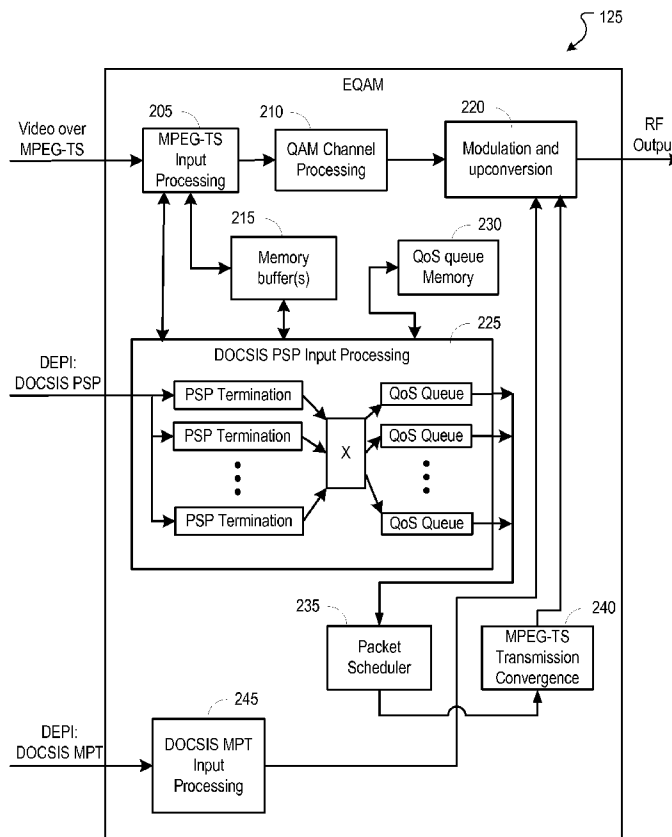 125
EQAM
205
210
220
Video over
MPEG-TS
MPEG-TS
Input
Processing
QAM Channel
Processing
Modulation and
upconversion
RF
Output
215
230
Memory
buffer(s)
QoS queue
Memory
225
DOCSIS PSP Input Processing
DEPI:
DOCSIS PSP
PSP Termination
QoS Queue
PSP Termination
QoS Queue
X
PSP Termination
QoS Queue
235
240
Packet
Scheduler
MPEG-TS
Transmission
Convergence
245
DEPI:
DOCSIS MPT
DOCSIS MPT
Input
Processing